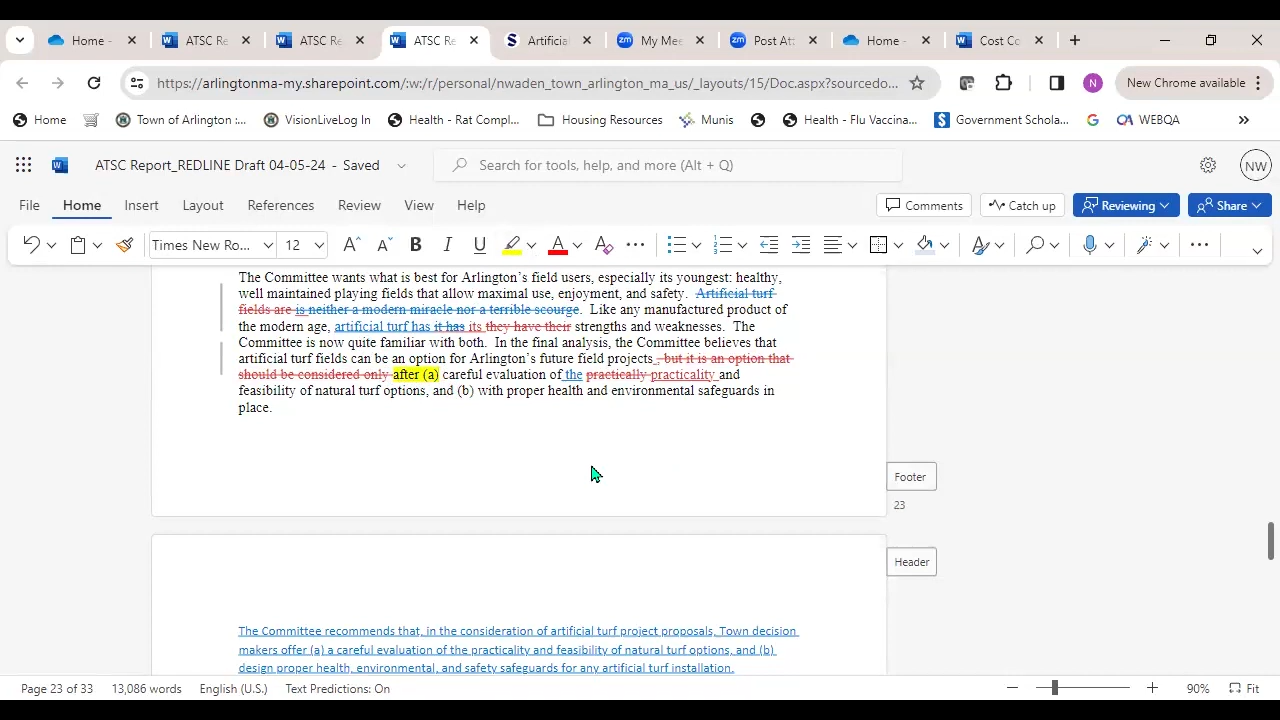 Home -
ATSC Re
ATSC Re
ATSC Re
Artificial
My Mee
Post Att
Home -
Cost Co
https://arlingtonma-my.sharepoint.com/:w:/r/personal/nwaden_town_arlington_ma_us/_layouts/15/Doc.aspx?sourcedo...
N
New Chrome available
Home
Town of Arlington :...
VisionLiveLog In
Health - Rat Compl...
Housing Resources
Munis
Health - Flu Vaccina...
Government Schola...
WEBQA
ATSC Report_REDLINE Draft 04-05-24 - Saved
Search for tools, help, and more (Alt + Q)
NW
File Home Insert Layout References Review View Help
Comments
Catch up
Reviewing
Share
Times New Ro...
12
The Committee wants what is best for Arlington's field users, especially its youngest: healthy,
well maintained playing fields that allow maximal use, enjoyment, and safety. Artificial turf
fields are is neither a modern miracle nor a terrible scourge. Like any manufactured product of
the modern age, artificial turf has it has its they have their strengths and weaknesses. The
Committee is now quite familiar with both. In the final analysis, the Committee believes that
artificial turf fields can be an option for Arlington's future field projects , but it is an option that
should be considered only after (a) careful evaluation of the practically practicality and
feasibility of natural turf options, and (b) with proper health and environmental safeguards in
place.
Footer
23
Header
The Committee recommends that, in the consideration of artificial turf project proposals, Town decision
makers offer (a) a careful evaluation of the practicality and feasibility of natural turf options, and (b)
design proper health, environmental, and safety safeguards for any artificial turf installation.
Page 23 of 33
13,086 words
English (U.S.)
Text Predictions: On
90%
Fit